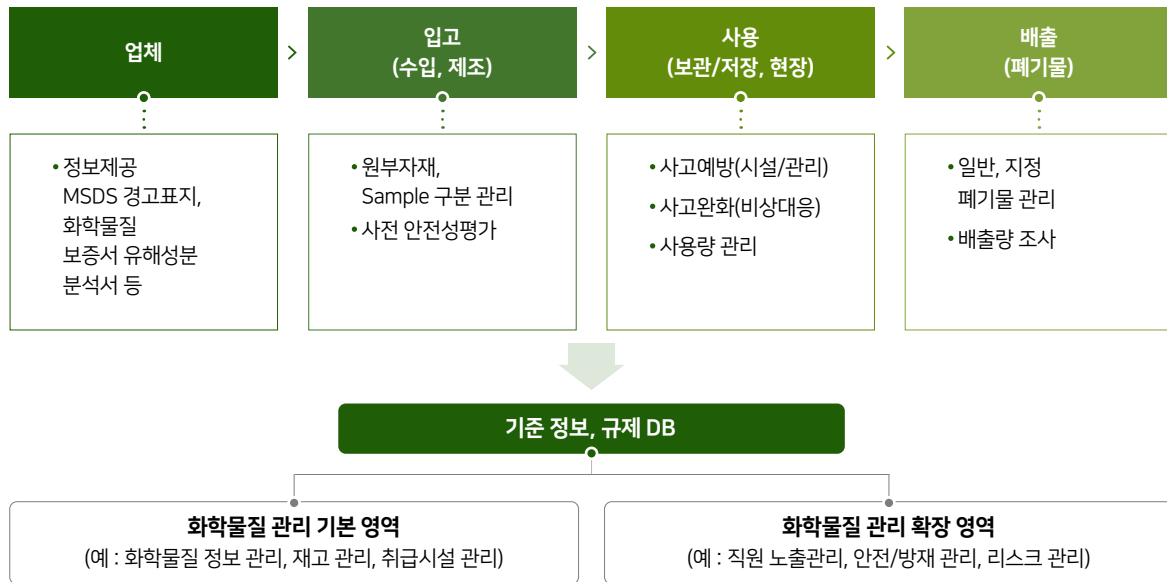 업체
>
입고
(수입, 제조)
>
사용
(보관/저장, 현장)
>
배출
(폐기물)
• 정보제공
MSDS 경고표지,
화학물질
보증서 유해성분
분석서 등
• 원부자재,
Sample 구분 관리
• 사전 안전성평가
• 사고예방(시설/관리)
• 사고완화(비상대응)
• 사용량 관리
• 일반, 지정
폐기물 관리
• 배출량 조사
기준 정보, 규제 DB
화학물질 관리 기본 영역
(예 : 화학물질 정보 관리, 재고 관리, 취급시설 관리)
화학물질 관리 확장 영역
(예 : 직원 노출관리, 안전/방재 관리, 리스크 관리)